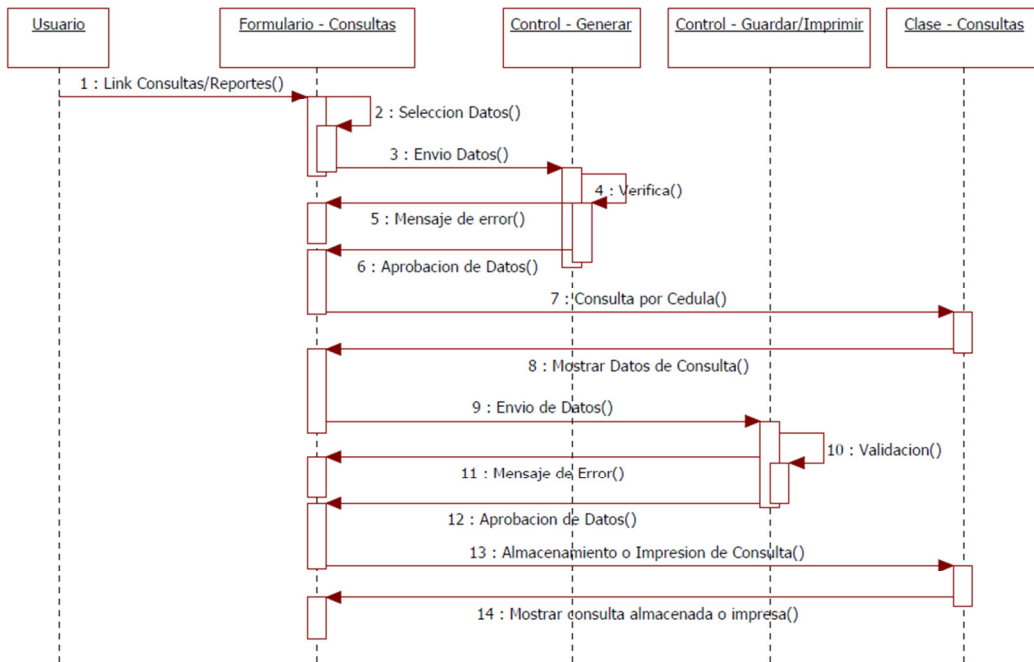 Usuario
Formulario - Consultas
Control - Generar
Control - Guardar/Imprimir
Clase - Consultas
1 : Link Consultas/Reportes()
2 : Seleccion Datos()
3 : Envio Datos()
4 : Verifica()
5 : Mensaje de error()
6 : Aprobacion de Datos()
7 : Consulta por Cedula()
8 : Mostrar Datos de Consulta()
9 : Envio de Datos()
10 : Validacion()
11 : Mensaje de Error()
12 : Aprobacion de Datos()
13 : Almacenamiento o Impresion de Consulta()
14 : Mostrar consulta almacenada o impresa()